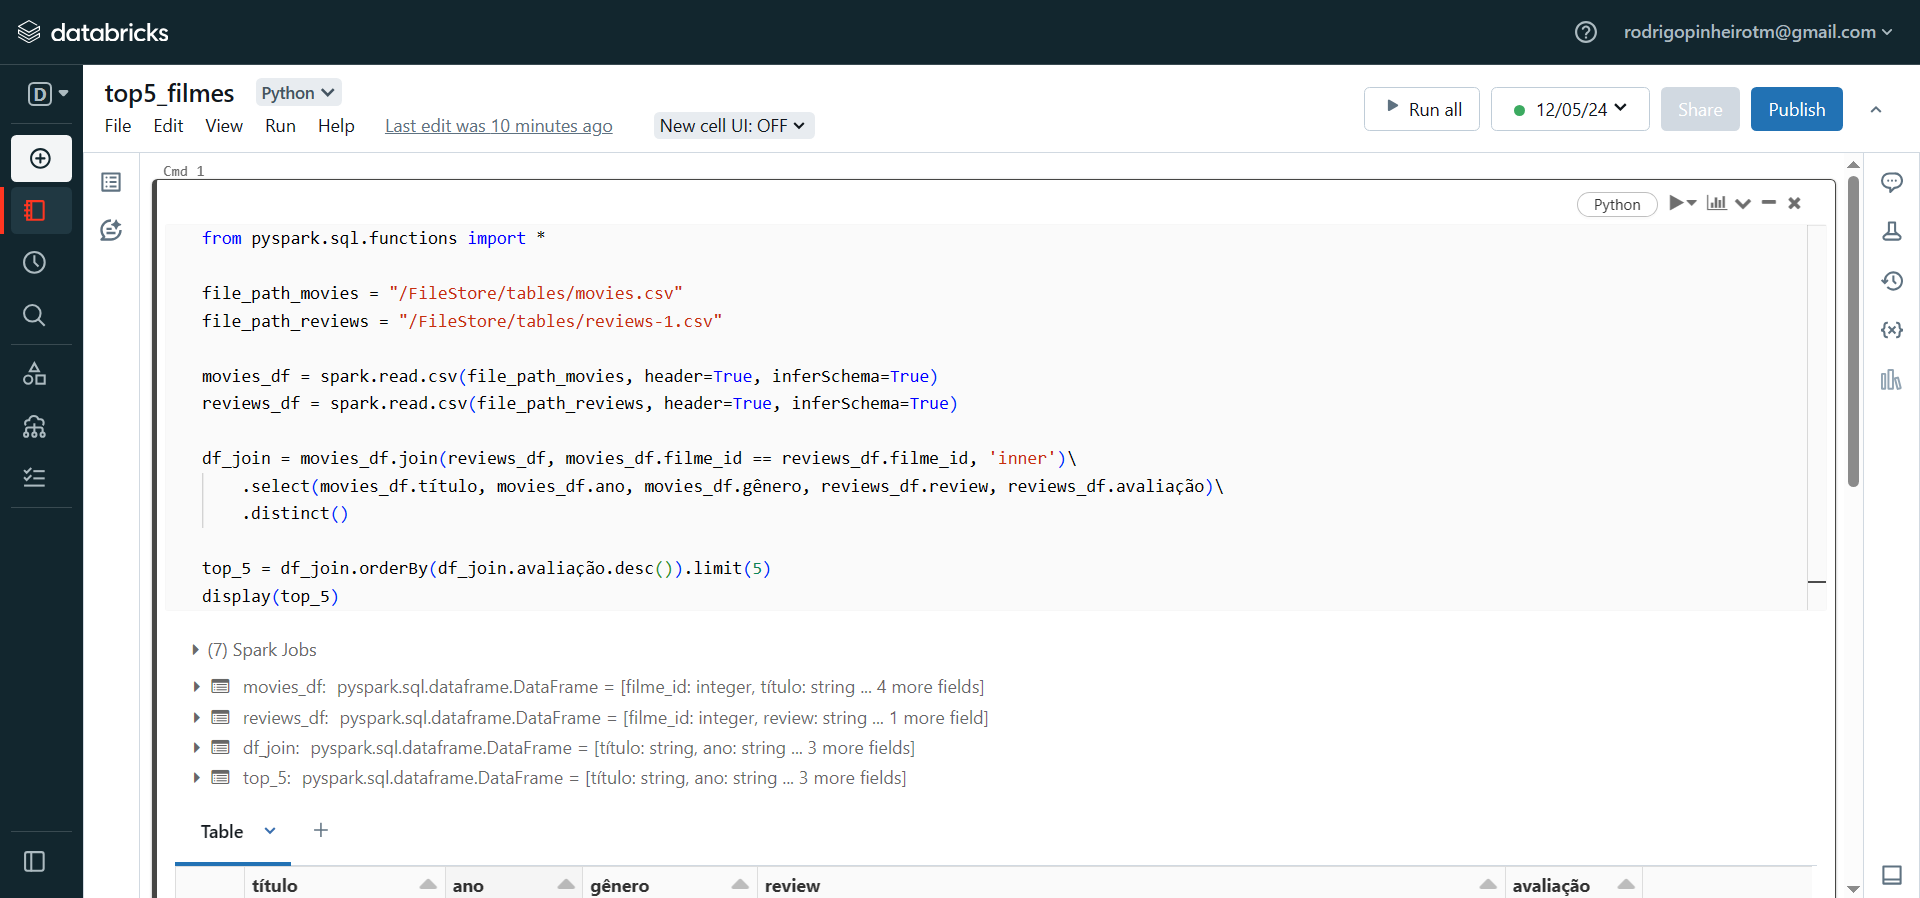 databricks
rodrigopinheirotm@gmail.com
D
top5_filmes
Python
File Edit View Run Help Last edit was 10 minutes ago New cell UI: OFF
Run all
12/05/24
Share
Publish
Cmd 1
Python
from pyspark.sql.functions import *
file_path_movies = "/FileStore/tables/movies.csv"
file_path_reviews = "/FileStore/tables/reviews-1.csv"
movies_df = spark.read.csv(file_path_movies, header=True, inferSchema=True)
reviews_df = spark.read.csv(file_path_reviews, header=True, inferSchema=True)
df_join = movies_df.join(reviews_df, movies_df.filme_id == reviews_df.filme_id, 'inner')\
.select(movies_df.título, movies_df.ano, movies_df.gênero, reviews_df.review, reviews_df.avaliação)\
.distinct()
top_5 = df_join.orderBy(df_join.avaliação.desc()).limit(5)
display(top_5)
(7) Spark Jobs
movies_df: pyspark.sql.dataframe.DataFrame = [filme_id: integer, título: string ... 4 more fields]
reviews_df: pyspark.sql.dataframe.DataFrame = [filme_id: integer, review: string ... 1 more field]
df_join: pyspark.sql.dataframe.DataFrame = [título: string, ano: string ... 3 more fields]
top_5: pyspark.sql.dataframe.DataFrame = [título: string, ano: string ... 3 more fields]
Table
título ano gênero review avaliação